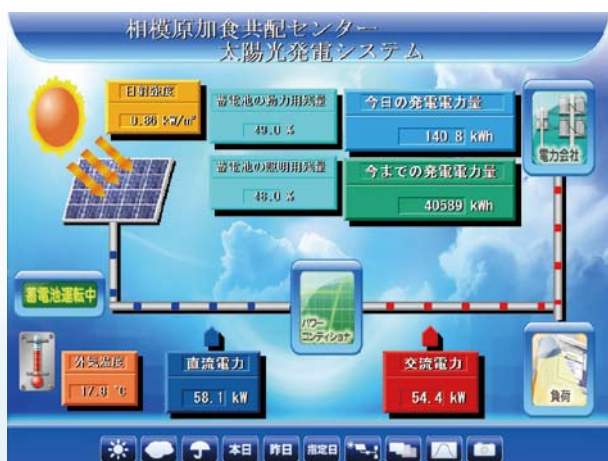 相模原加食共配センター
太陽光発電システム
日射強度
0.86 kW/m²
蓄電池の動力用残量
49.0 %
今日の発電電力量
140.8 kWh
電力会社
蓄電池の照明用残量
48.0 %
今までの発電電力量
40589 kWh
蓄電池運転中
パワー
コンディショナ
外気温度
17.9 ℃
直流電力
58.1 kW
交流電力
54.4 kW
負荷
本日
昨日
指定日